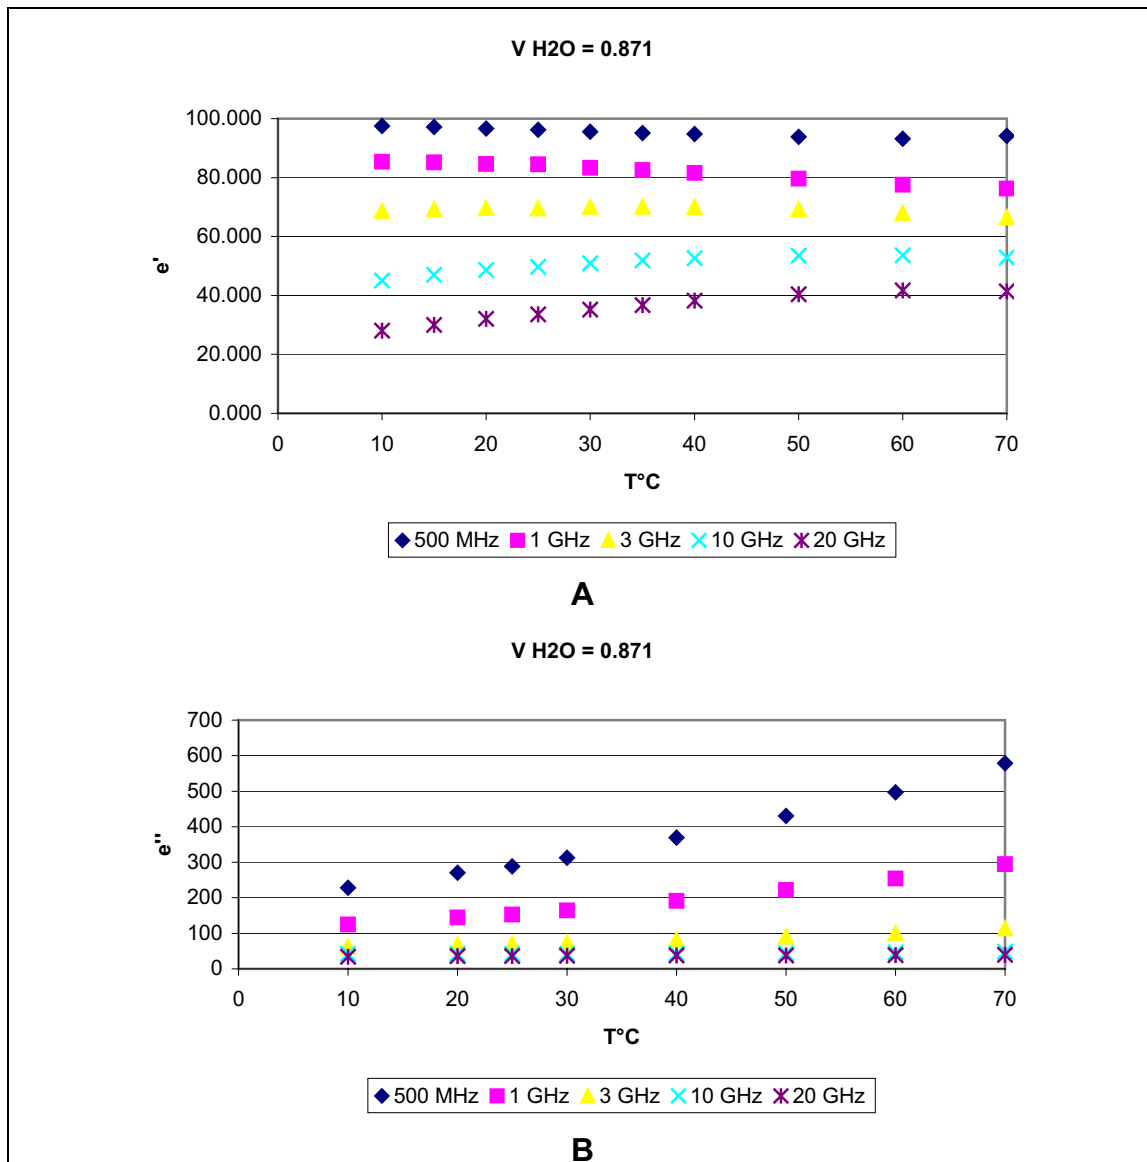 V H2O = 0.871
100.000
80.000
60.000
40.000
20.000
0.000
e'
0 10 20 30 40 50 60 70
T°C
500 MHz 1 GHz 3 GHz 10 GHz 20 GHz
A
V H2O = 0.871
700
600
500
400
300
200
100
0
e''
0 10 20 30 40 50 60 70
T°C
500 MHz 1 GHz 3 GHz 10 GHz 20 GHz
B